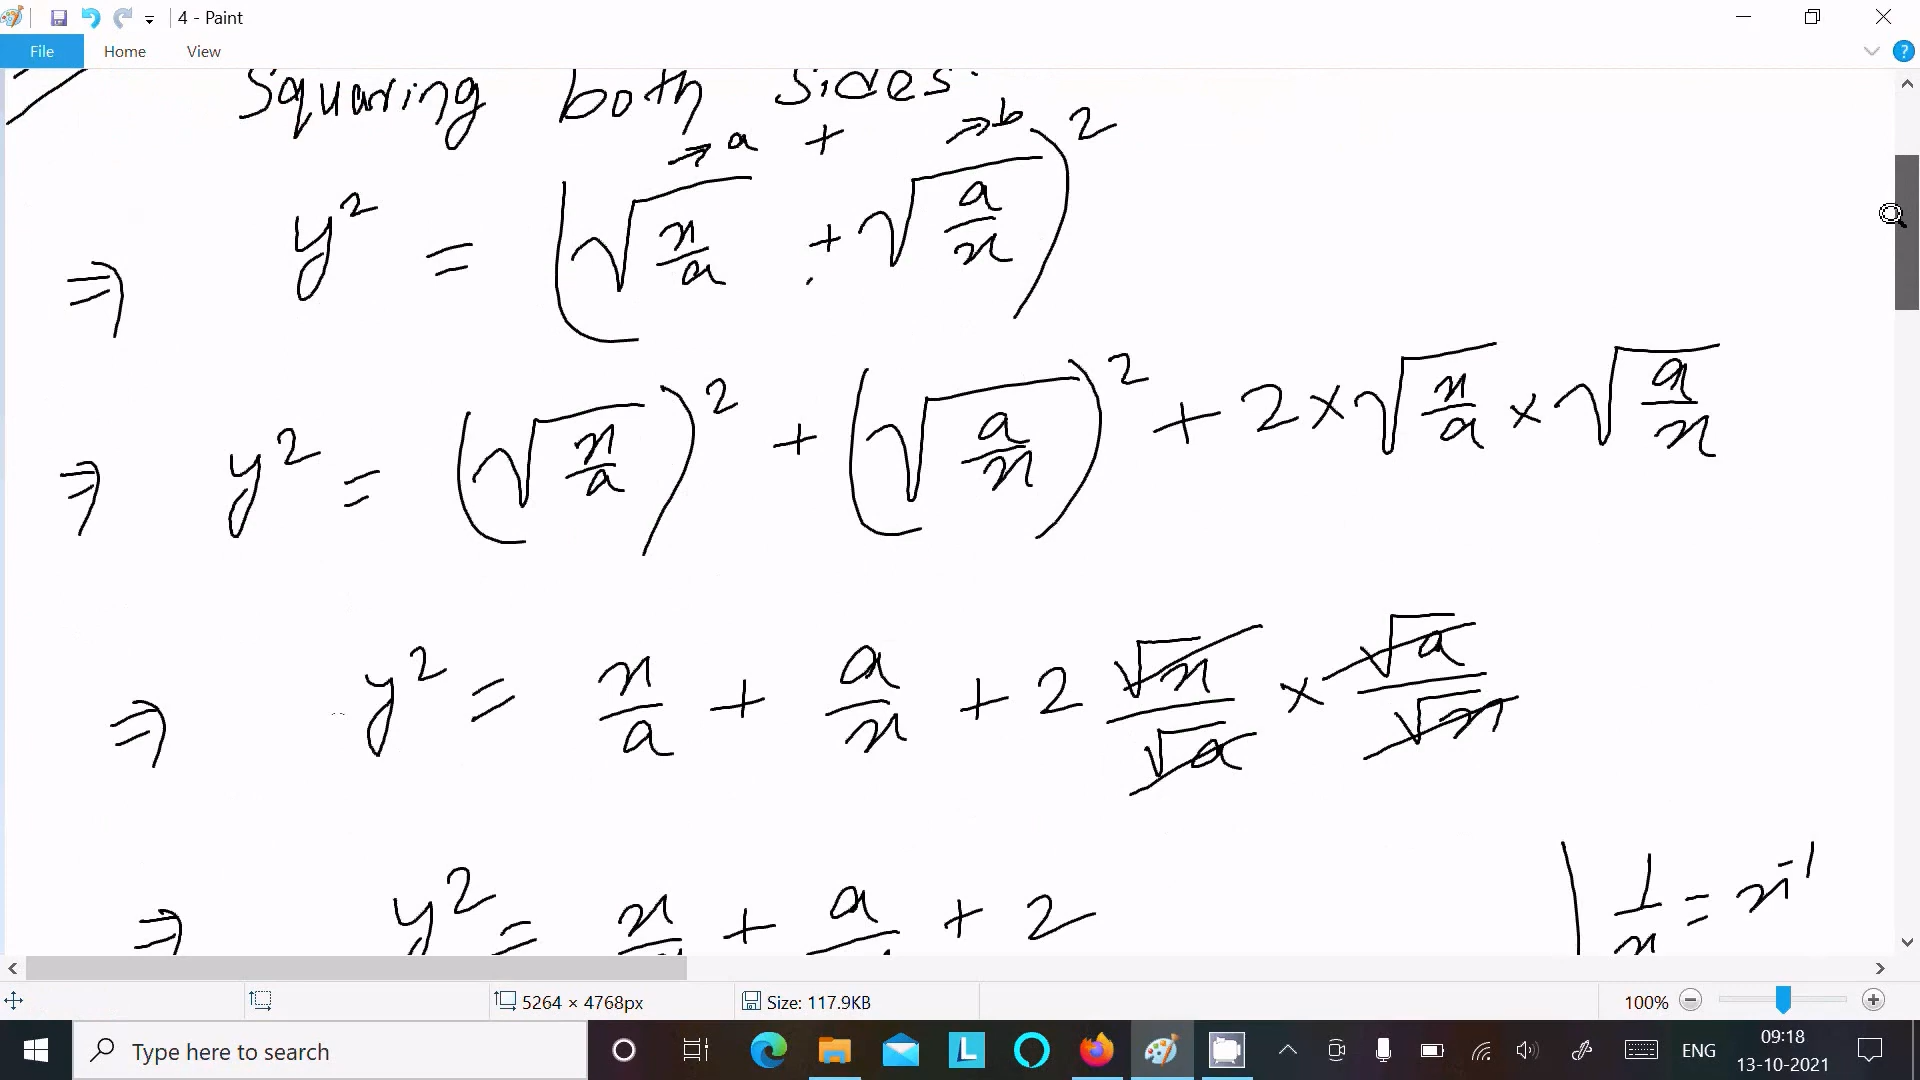 4 - Paint
File Home View
Squaring both sides.
→ a + → b
⇒ y² = (√(x/a) + √(a/x))²
⇒ y² = (√(x/a))² + (√(a/x))² + 2 × √(x/a) × √(a/x)
⇒ y² = x/a + a/x + 2 √x/√a × √a/√x
⇒ y² = x/ + a/ + 2
1/x = x⁻¹
5264 × 4768px Size: 117.9KB 100%
Type here to search
L
ENG
09:18
13-10-2021